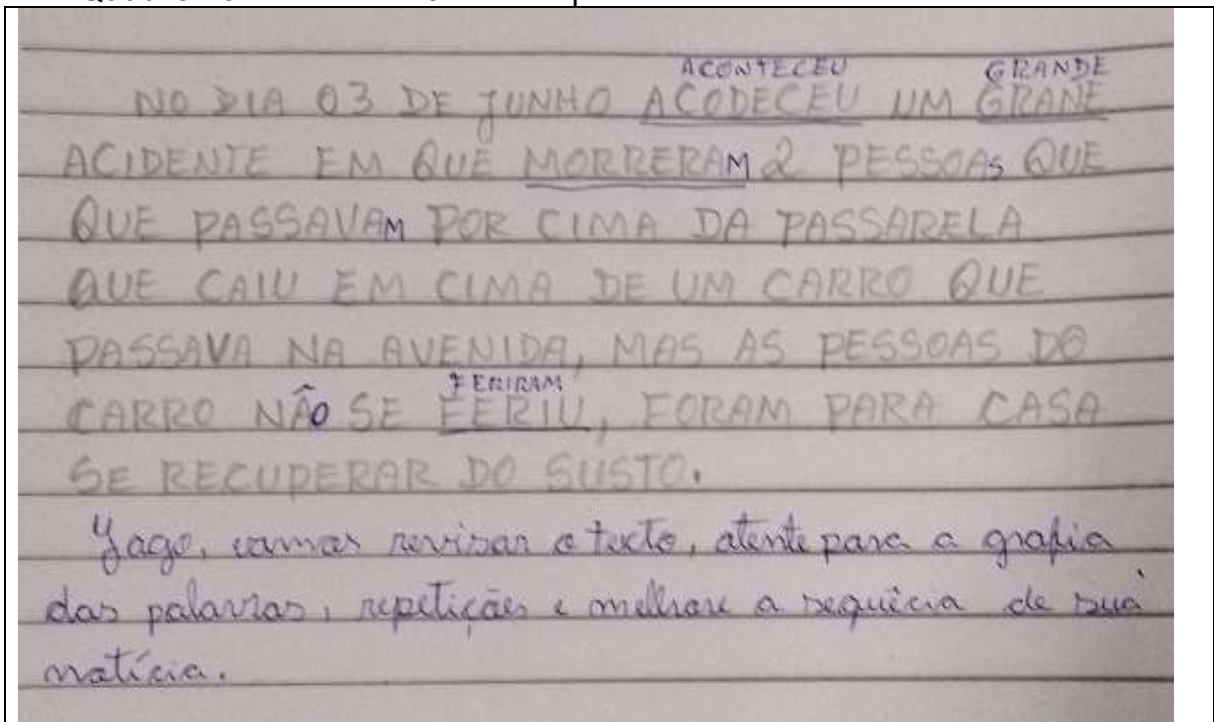 ACONTECEU GRANDE
NO DIA 03 DE JUNHO ACODECEU UM GRANE
ACIDENTE EM QUE MORRERAM 2 PESSOAS QUE
QUE PASSAVAM POR CIMA DA PASSARELA
QUE CAIU EM CIMA DE UM CARRO QUE
PASSAVA NA AVENIDA, MAS AS PESSOAS DO
FERIRAM
CARRO NÃO SE FERIU, FORAM PARA CASA
SE RECUPERAR DO SUSTO.
Yago, vamos revisar o texto, atente para a grafia
das palavras, repetições e melhore a sequêcia de sua
notícia.